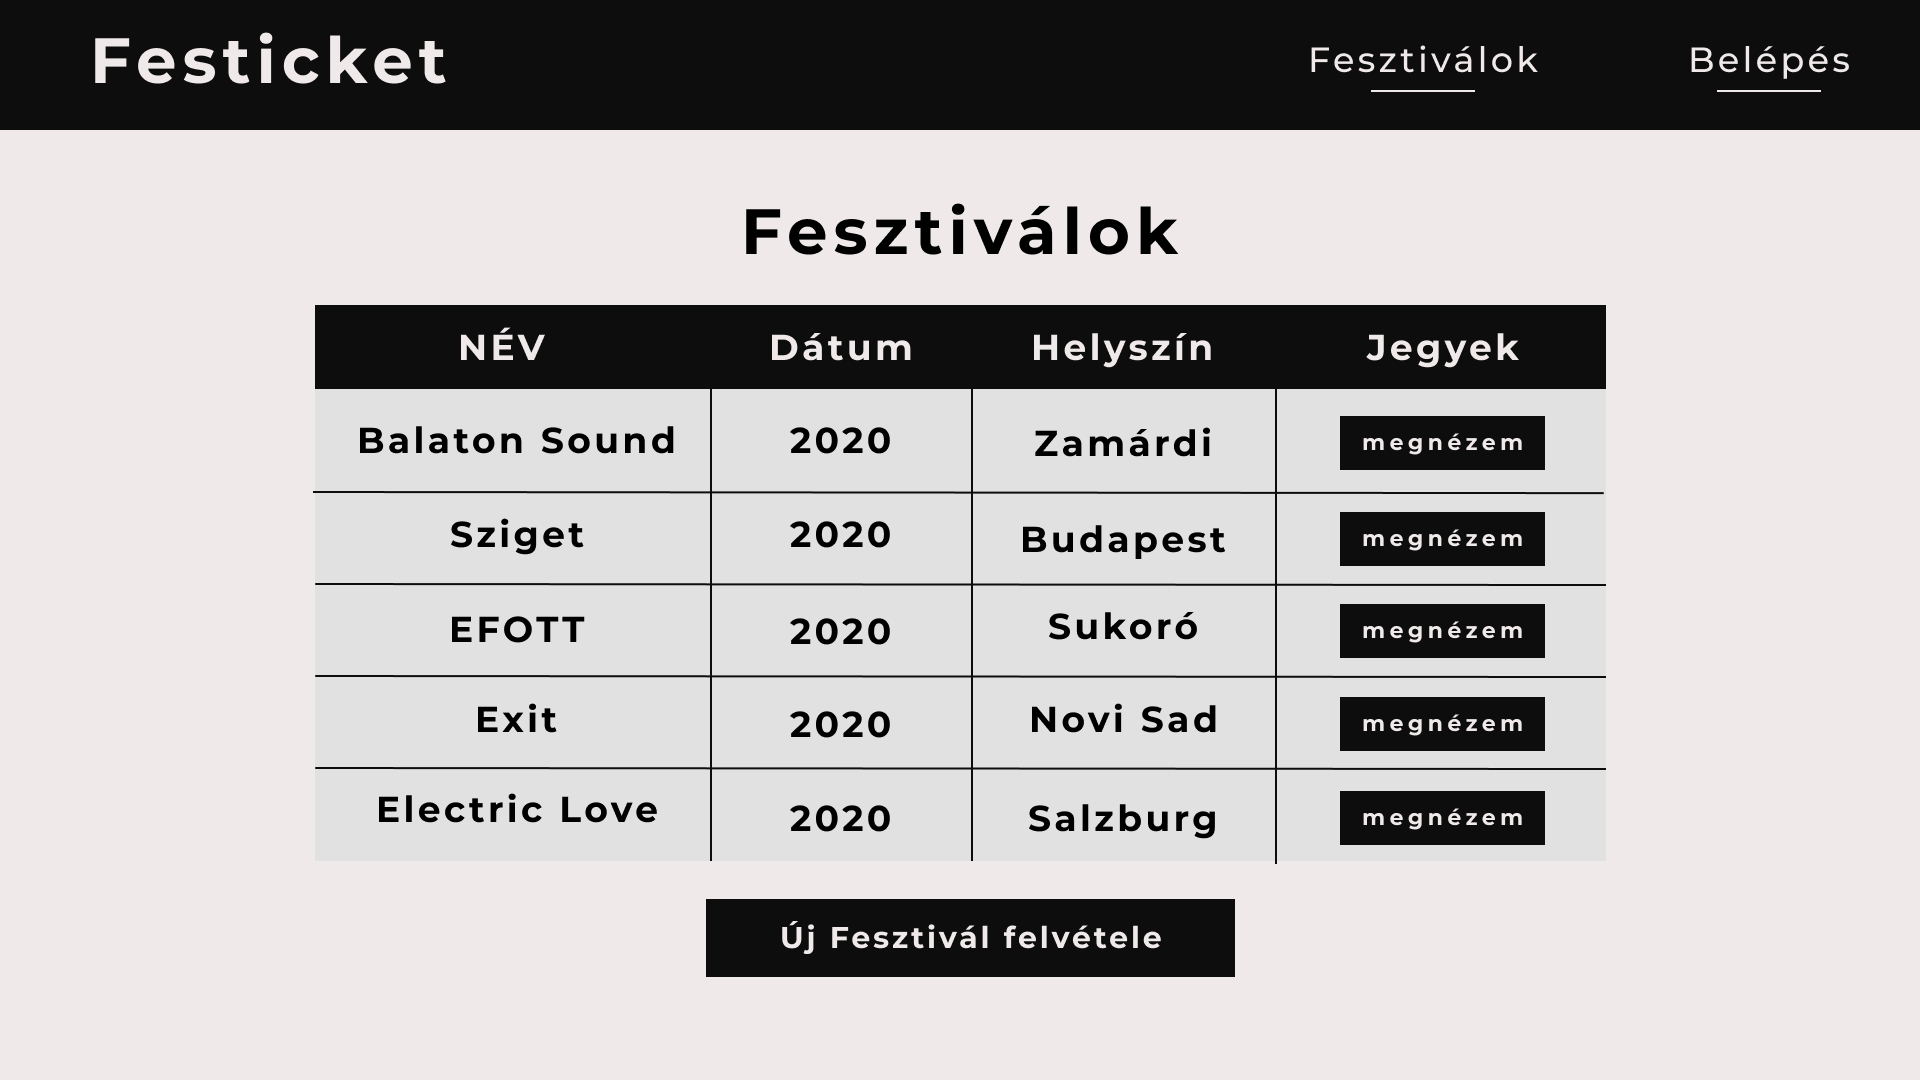 Festicket
Fesztiválok Belépés
Fesztiválok
NÉV Dátum Helyszín Jegyek
Balaton Sound 2020 Zamárdi megnézem
Sziget 2020 Budapest megnézem
EFOTT 2020 Sukoró megnézem
Exit 2020 Novi Sad megnézem
Electric Love 2020 Salzburg megnézem
Új Fesztivál felvétele